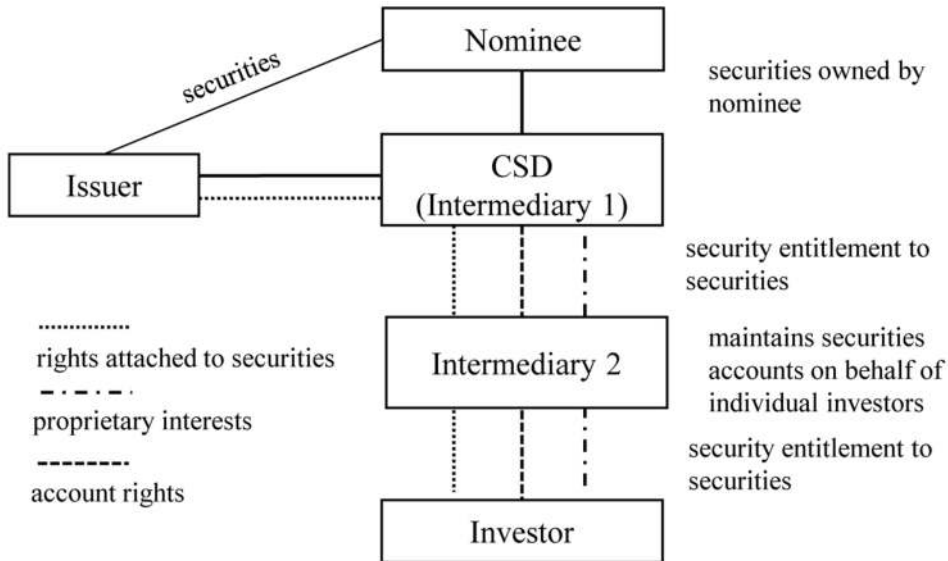 Nominee
securities
securities owned by
nominee
Issuer
CSD
(Intermediary 1)
security entitlement to
securities
rights attached to securities
proprietary interests
account rights
Intermediary 2
maintains securities
accounts on behalf of
individual investors
security entitlement to
securities
Investor